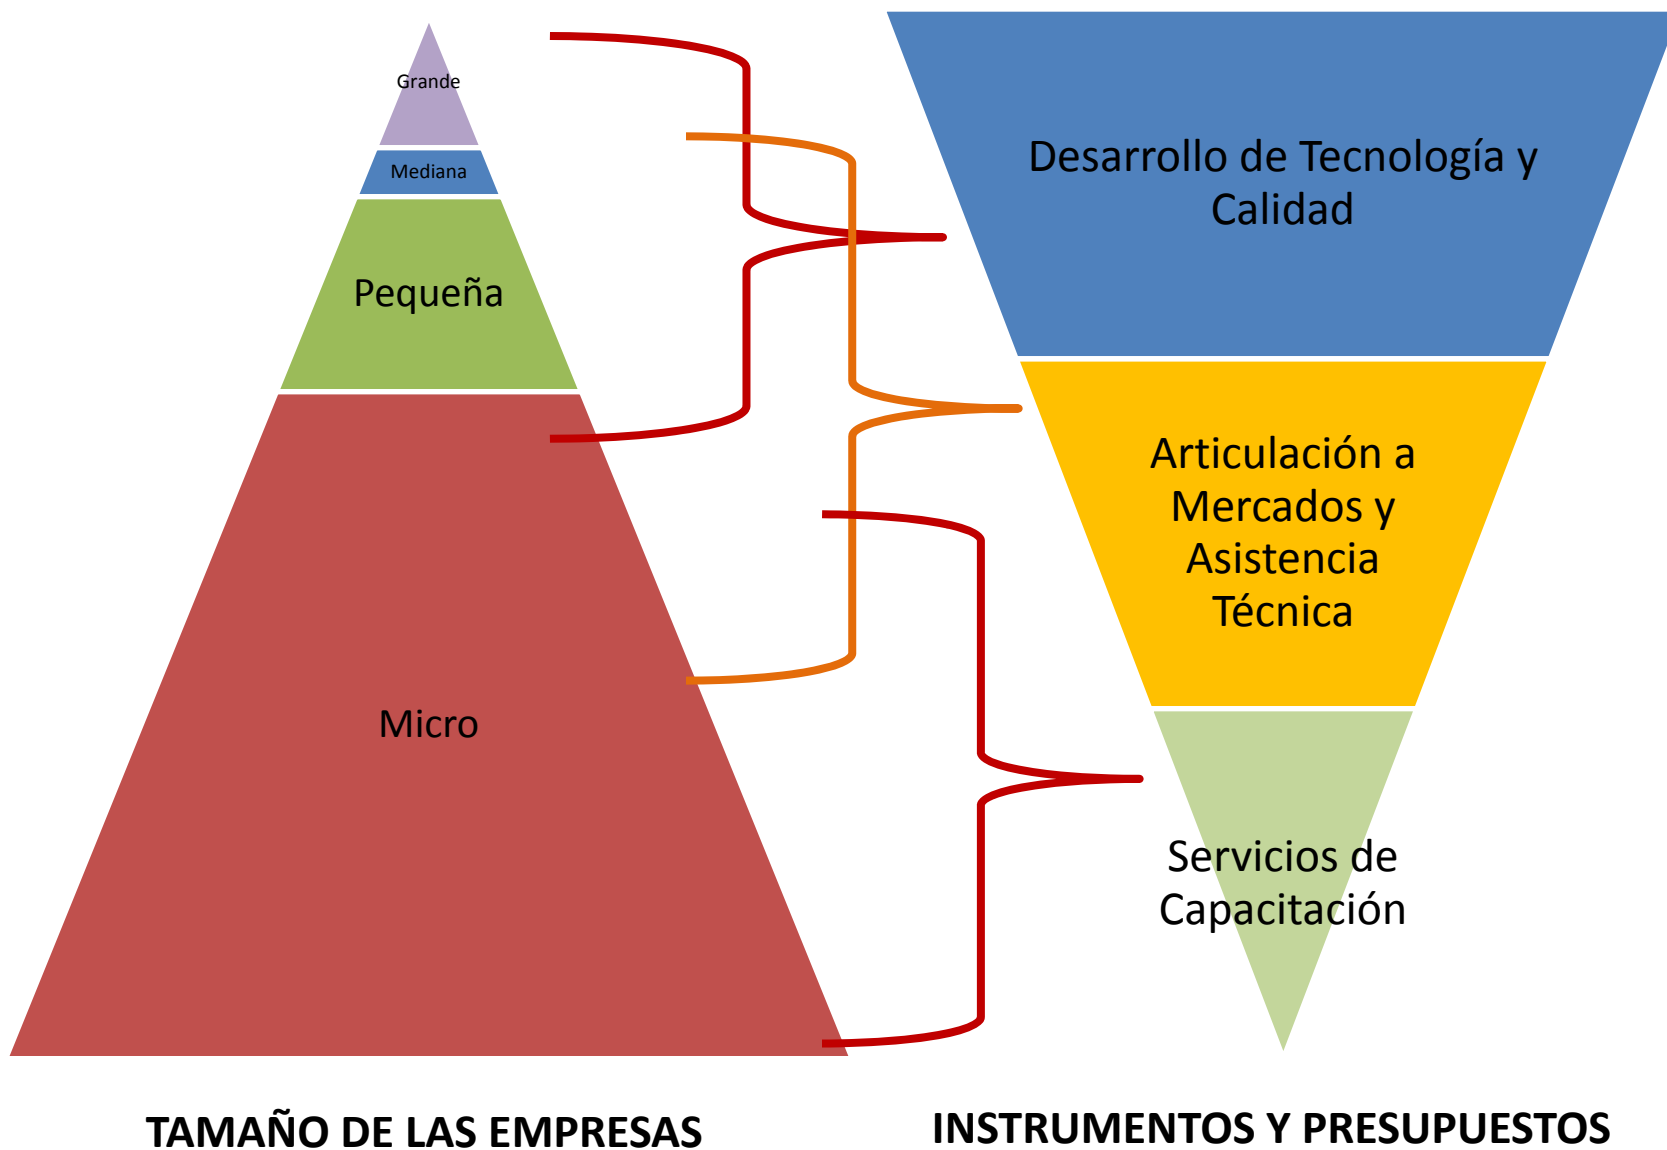 Grande
Mediana
Pequeña
Micro
TAMAÑO DE LAS EMPRESAS
Desarrollo de Tecnología y
Calidad
Articulación a
Mercados y
Asistencia
Técnica
Servicios de
Capacitación
INSTRUMENTOS Y PRESUPUESTOS